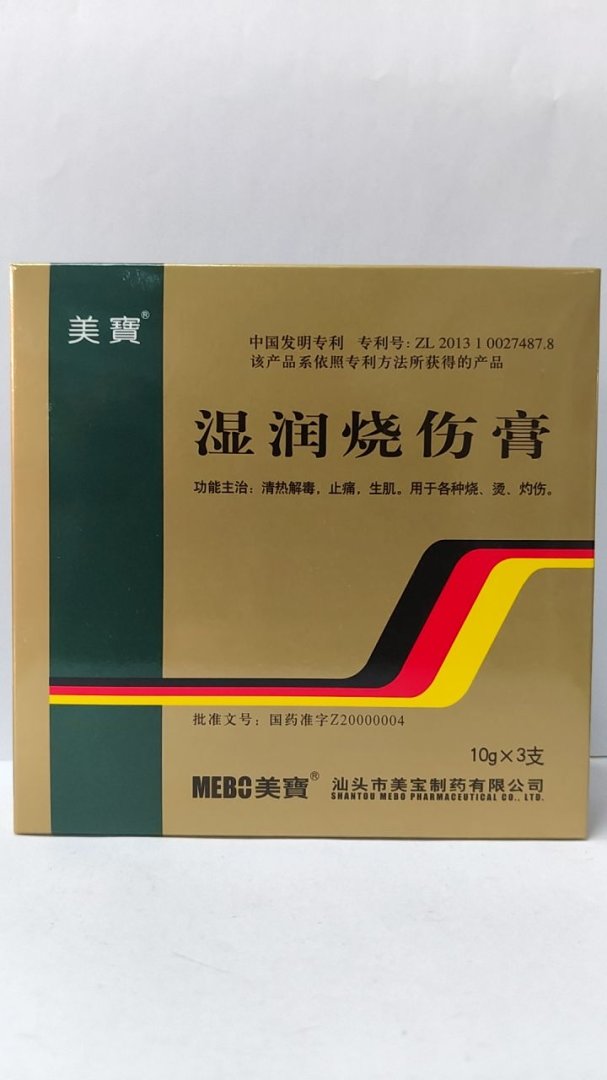 美寶®
中国发明专利 专利号:ZL 2013 1 0027487.8
该产品系依照专利方法所获得的产品
湿润烧伤膏
功能主治:清热解毒,止痛,生肌。用于各种烧、烫、灼伤。
批准文号:国药准字Z20000004
10g×3支
MEBO美寶® 汕头市美宝制药有限公司
SHANTOU MEBO PHARMACEUTICAL CO., LTD.